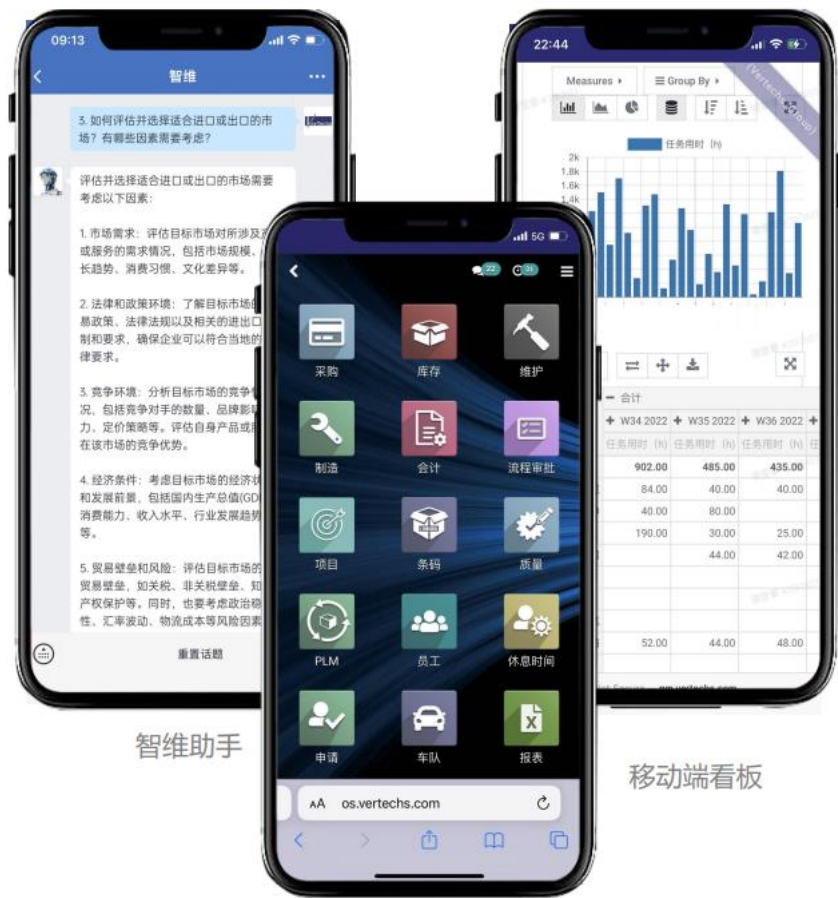 09:13
智维
3. 如何评估并选择适合进口或出口的市
场？有哪些因素需要考虑？
评估并选择适合进口或出口的市场需要
考虑以下因素：
1. 市场需求：评估目标市场对所涉及产
或服务的需求情况，包括市场规模、
长趋势、消费习惯、文化差异等。
2. 法律和政策环境：了解目标市场的
易政策、法律法规以及相关的进出口
制和要求，确保企业可以符合当地的
律要求。
3. 竞争环境：分析目标市场的竞争
况，包括竞争对手的数量、品牌影
力、定价策略等。评估自身产品或
在该市场的竞争优势。
4. 经济条件：考虑目标市场的经济状
和发展前景，包括国内生产总值(GD
消费能力、收入水平、行业发展趋势
等。
5. 贸易壁垒和风险：评估目标市场的
贸易壁垒，如关税、非关税壁垒、知
产权保护等。同时，也要考虑政治稳
性、汇率波动、物流成本等风险因素
重置话题
智维助手
5G
22
31
采购 库存 维护
制造 会计 流程审批
项目 条码 质量
PLM 员工 休息时间
申请 车队 报表
AA os.vertechs.com
22:44
Measures Group By
(Vertechs Group)
任务用时 (h)
2k
1.8k
1.6k
1.4k
合计
W34 2022 W35 2022 W36 2022
任务用时 (h) 任务用时 (h) 任务用时 (h)
902.00 485.00 435.00
84.00 40.00 40.00
40.00 80.00
190.00 30.00 25.00
44.00 42.00
52.00 44.00 48.00
移动端看板